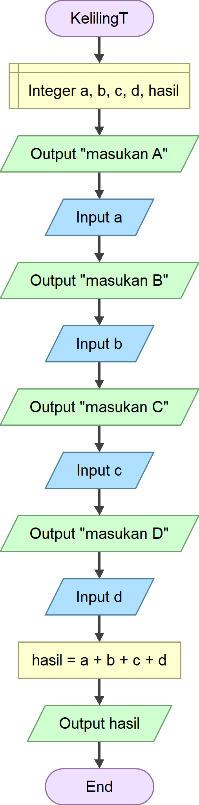 KelilingT
Integer a, b, c, d, hasil
Output "masukan A"
Input a
Output "masukan B"
Input b
Output "masukan C"
Input c
Output "masukan D"
Input d
hasil = a + b + c + d
Output hasil
End